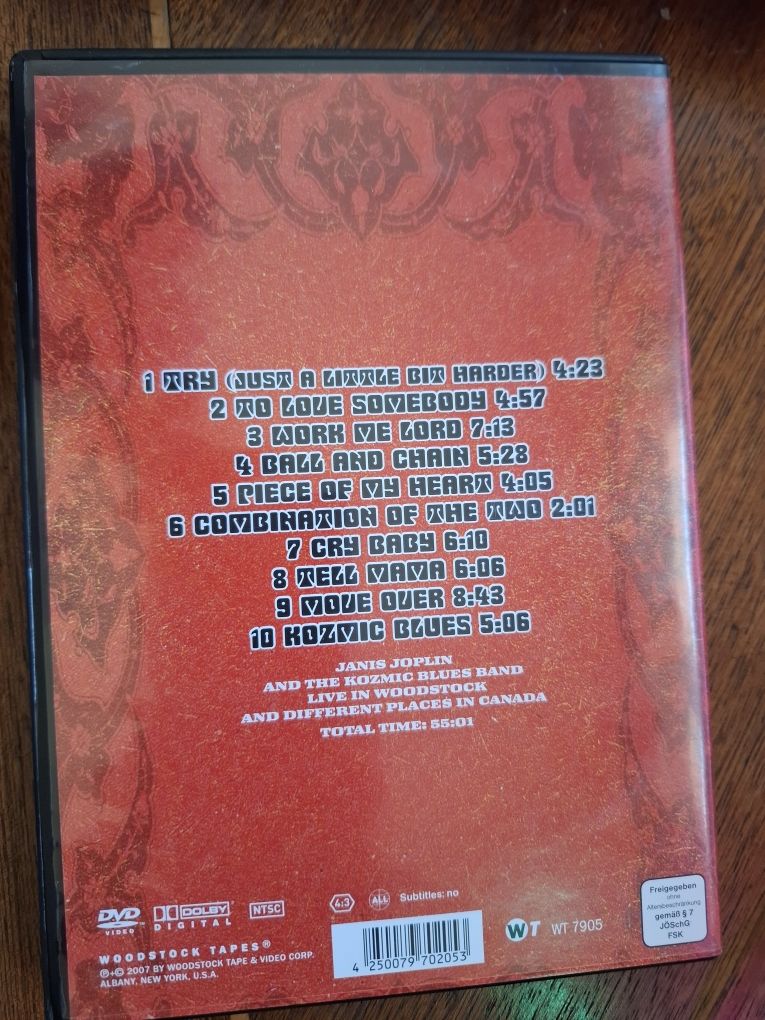 1 TRY (JUST A LITTLE BIT HARDER) 4:23
2 TO LOVE SOMEBODY 4:57
3 WORK ME LORD 7:13
4 BALL AND CHAIN 5:28
5 PIECE OF MY HEART 4:05
6 COMBINATION OF THE TWO 2:01
7 CRY BABY 6:10
8 TELL MAMA 6:06
9 MOVE OVER 8:43
10 KOZMIC BLUES 5:06
JANIS JOPLIN
AND THE KOZMIC BLUES BAND
LIVE IN WOODSTOCK
AND DIFFERENT PLACES IN CANADA
TOTAL TIME: 55:01
DVD VIDEO
DOLBY DIGITAL
NTSC
4:3
ALL
Subtitles: no
WOODSTOCK TAPES®
℗+© 2007 BY WOODSTOCK TAPE & VIDEO CORP.
ALBANY, NEW YORK, U.S.A.
4 250079 702053
WT WT 7905
Freigegeben
ohne
Altersbeschränkung
gemäß § 7
JÖSchG
FSK